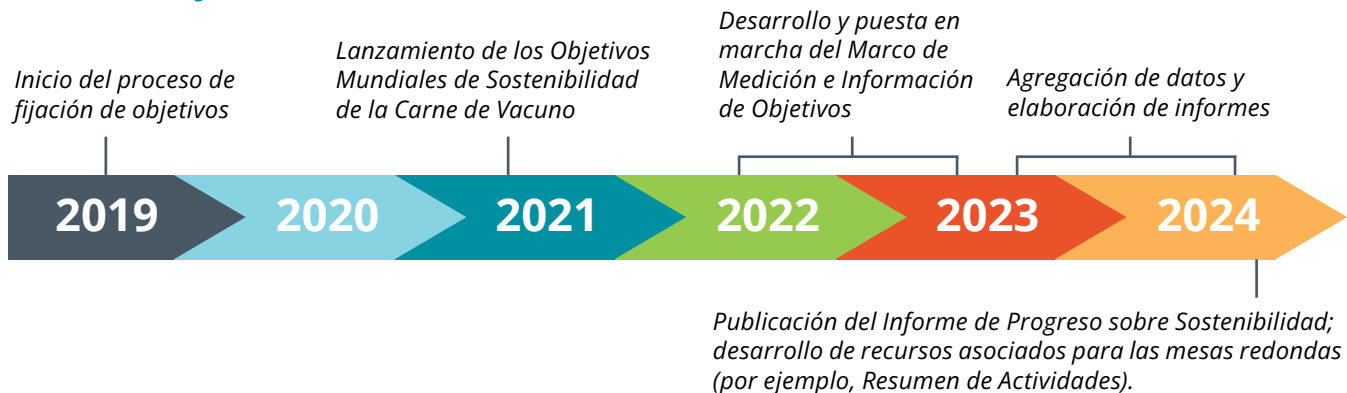 Inicio del proceso de
fijación de objetivos
Lanzamiento de los Objetivos
Mundiales de Sostenibilidad
de la Carne de Vacuno
Desarrollo y puesta en
marcha del Marco de
Medición e Información
de Objetivos
Agregación de datos y
elaboración de informes
2019
2020
2021
2022
2023
2024
Publicación del Informe de Progreso sobre Sostenibilidad;
desarrollo de recursos asociados para las mesas redondas
(por ejemplo, Resumen de Actividades).